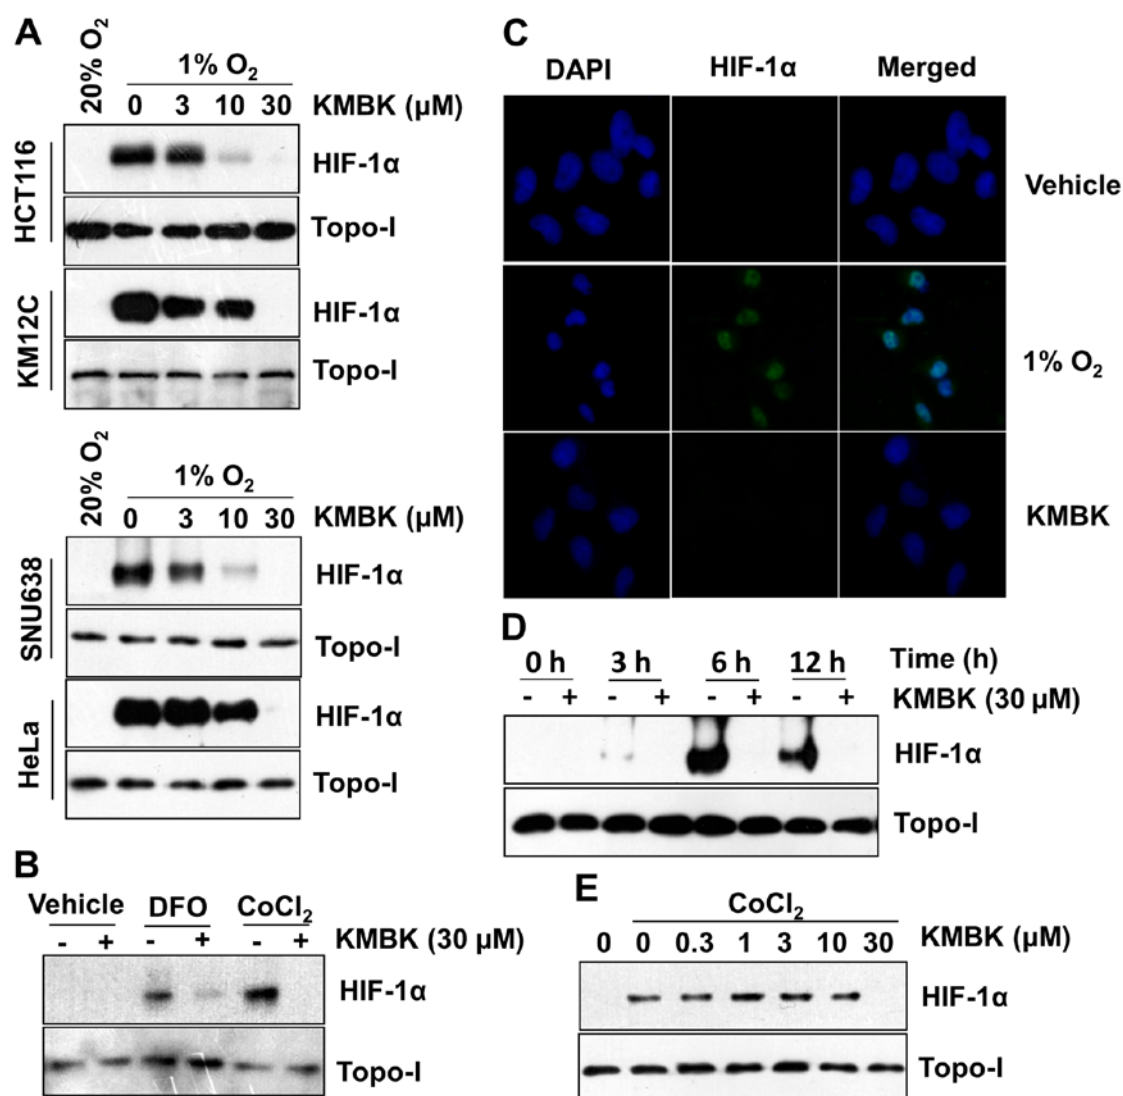 A
20% O₂
1% O₂
0 3 10 30 KMBK (μM)
HCT116
HIF-1α
Topo-I
KM12C
HIF-1α
Topo-I
20% O₂
1% O₂
0 3 10 30 KMBK (μM)
SNU638
HIF-1α
Topo-I
HeLa
HIF-1α
Topo-I
B
Vehicle DFO CoCl₂
- + - + - + KMBK (30 μM)
HIF-1α
Topo-I
C
DAPI HIF-1α Merged
Vehicle
1% O₂
KMBK
D
0 h 3 h 6 h 12 h Time (h)
- + - + - + - + KMBK (30 μM)
HIF-1α
Topo-I
E
CoCl₂
0 0 0.3 1 3 10 30 KMBK (μM)
HIF-1α
Topo-I